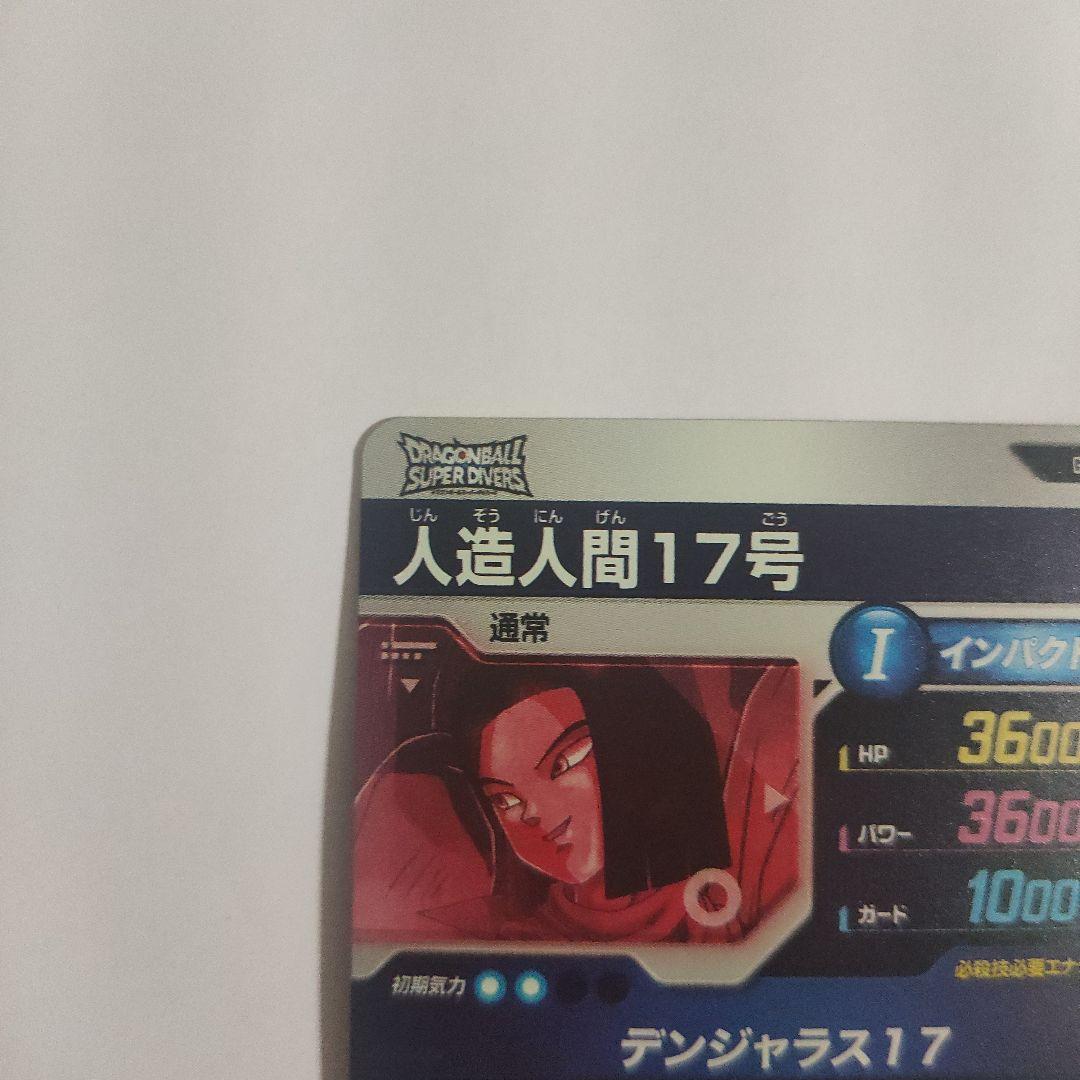 DRAGONBALL
SUPER DIVERS
じん ぞう にん げん ごう
人造人間17号
通常
I インパクト
HP 3600
パワー 3600
ガード 1000
必殺技必要エナ
初期気力
デンジャラス17